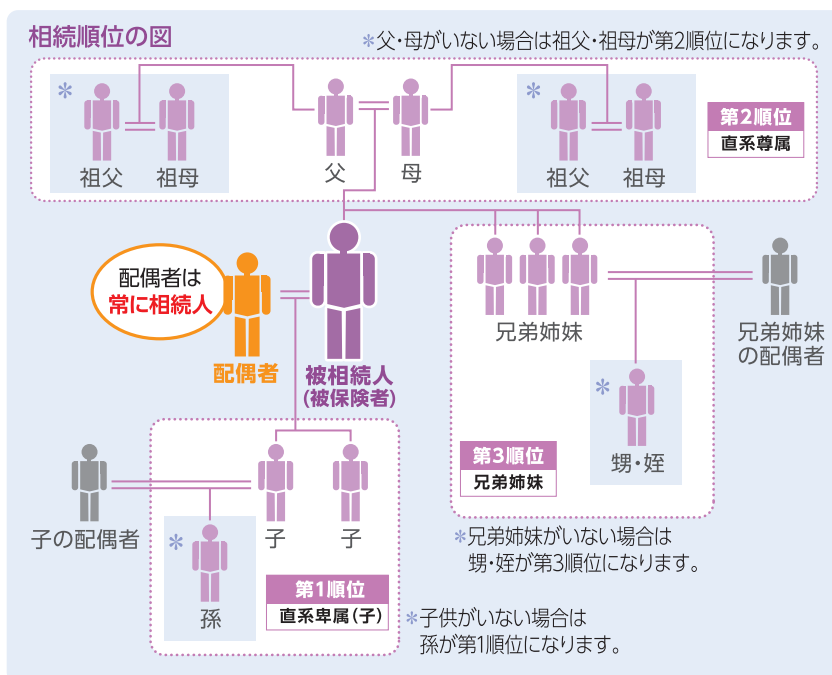 相続順位の図
＊父・母がいない場合は祖父・祖母が第2順位になります。
＊
祖父
祖母
父
母
＊
祖父
祖母
第2順位
直系尊属
配偶者は
常に相続人
配偶者
被相続人
(被保険者)
兄弟姉妹
兄弟姉妹
の配偶者
＊
甥・姪
第3順位
兄弟姉妹
＊兄弟姉妹がいない場合は
甥・姪が第3順位になります。
子の配偶者
子
子
＊
孫
第1順位
直系卑属(子)
＊子供がいない場合は
孫が第1順位になります。